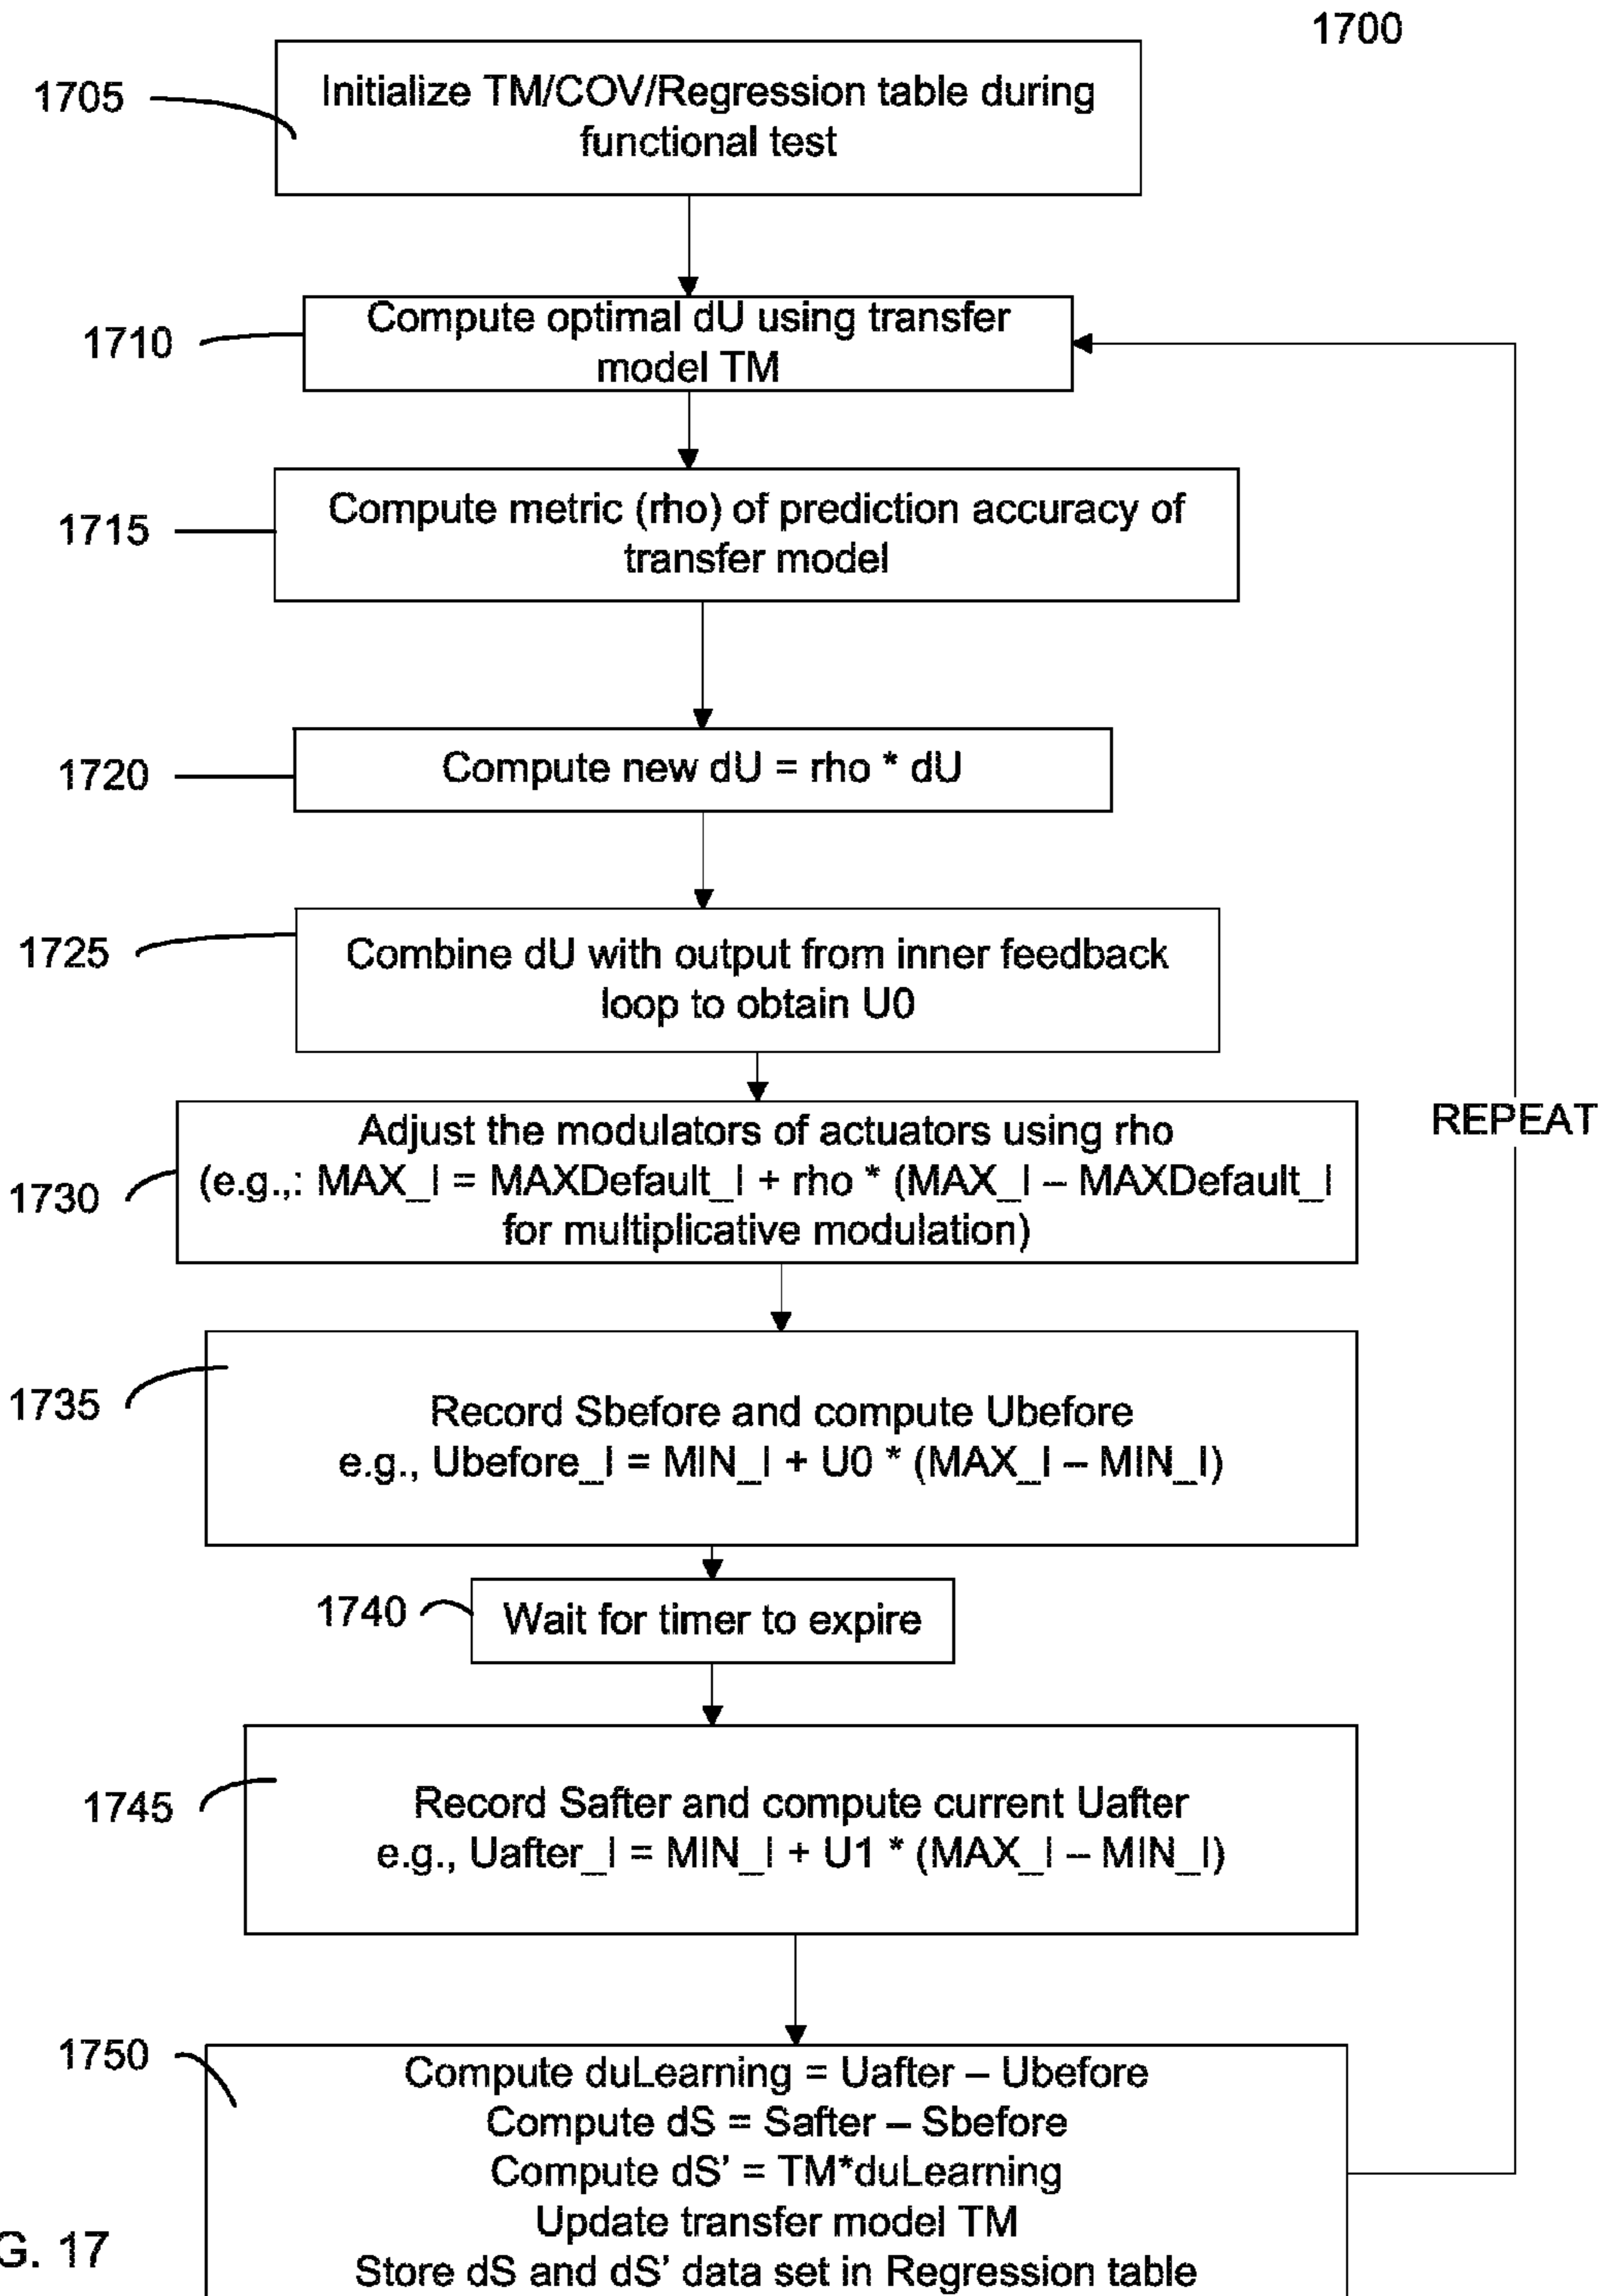 1700
1705
Initialize TM/COV/Regression table during
functional test
1710
Compute optimal dU using transfer
model TM
1715
Compute metric (rho) of prediction accuracy of
transfer model
1720
Compute new dU = rho * dU
1725
Combine dU with output from inner feedback
loop to obtain U0
REPEAT
1730
Adjust the modulators of actuators using rho
(e.g.,: MAX_I = MAXDefault_I + rho * (MAX_I – MAXDefault_I
for multiplicative modulation)
1735
Record Sbefore and compute Ubefore
e.g., Ubefore_I = MIN_I + U0 * (MAX_I – MIN_I)
1740
Wait for timer to expire
1745
Record Safter and compute current Uafter
e.g., Uafter_I = MIN_I + U1 * (MAX_I – MIN_I)
1750
Compute duLearning = Uafter – Ubefore
Compute dS = Safter – Sbefore
Compute dS' = TM*duLearning
Update transfer model TM
Store dS and dS' data set in Regression table
G. 17